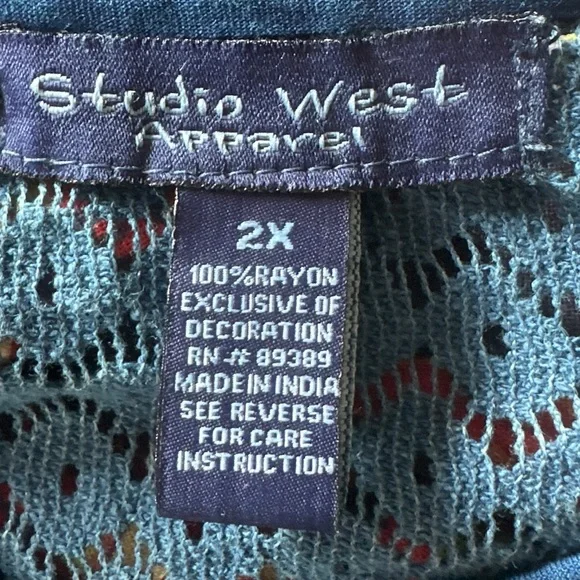 Studio West
Apparel
2X
100%RAYON
EXCLUSIVE OF
DECORATION
RN # 89389
MADE IN INDIA
SEE REVERSE
FOR CARE
INSTRUCTION